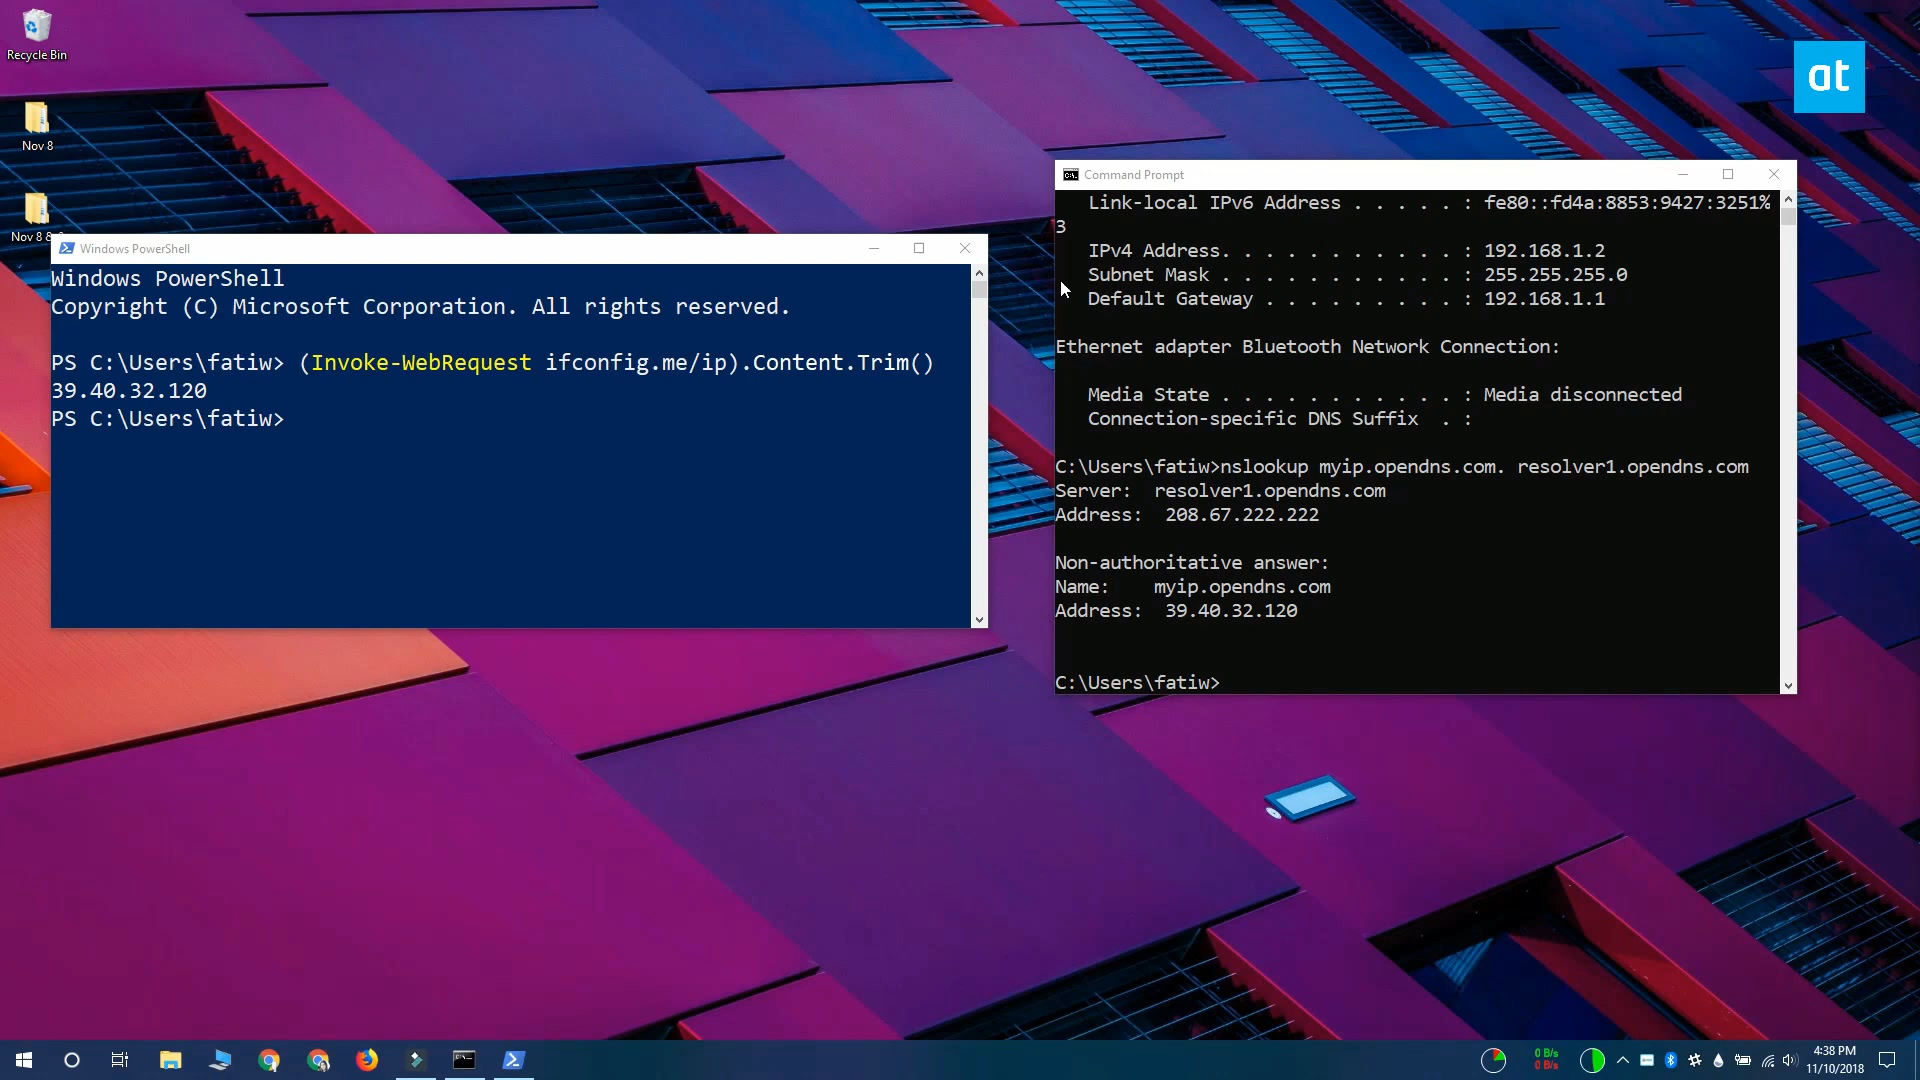 Recycle Bin
Nov 8
Nov 8 &
at
Windows PowerShell
Windows PowerShell
Copyright (C) Microsoft Corporation. All rights reserved.
PS C:\Users\fatiw> (Invoke-WebRequest ifconfig.me/ip).Content.Trim()
39.40.32.120
PS C:\Users\fatiw>
Command Prompt
Link-local IPv6 Address . . . . . : fe80::fd4a:8853:9427:3251%
3
IPv4 Address. . . . . . . . . . . : 192.168.1.2
Subnet Mask . . . . . . . . . . . : 255.255.255.0
Default Gateway . . . . . . . . . : 192.168.1.1
Ethernet adapter Bluetooth Network Connection:
Media State . . . . . . . . . . . : Media disconnected
Connection-specific DNS Suffix  . :
C:\Users\fatiw>nslookup myip.opendns.com. resolver1.opendns.com
Server:  resolver1.opendns.com
Address:  208.67.222.222
Non-authoritative answer:
Name:    myip.opendns.com
Address:  39.40.32.120
C:\Users\fatiw>
0 B/s
0 B/s
4:38 PM
11/10/2018